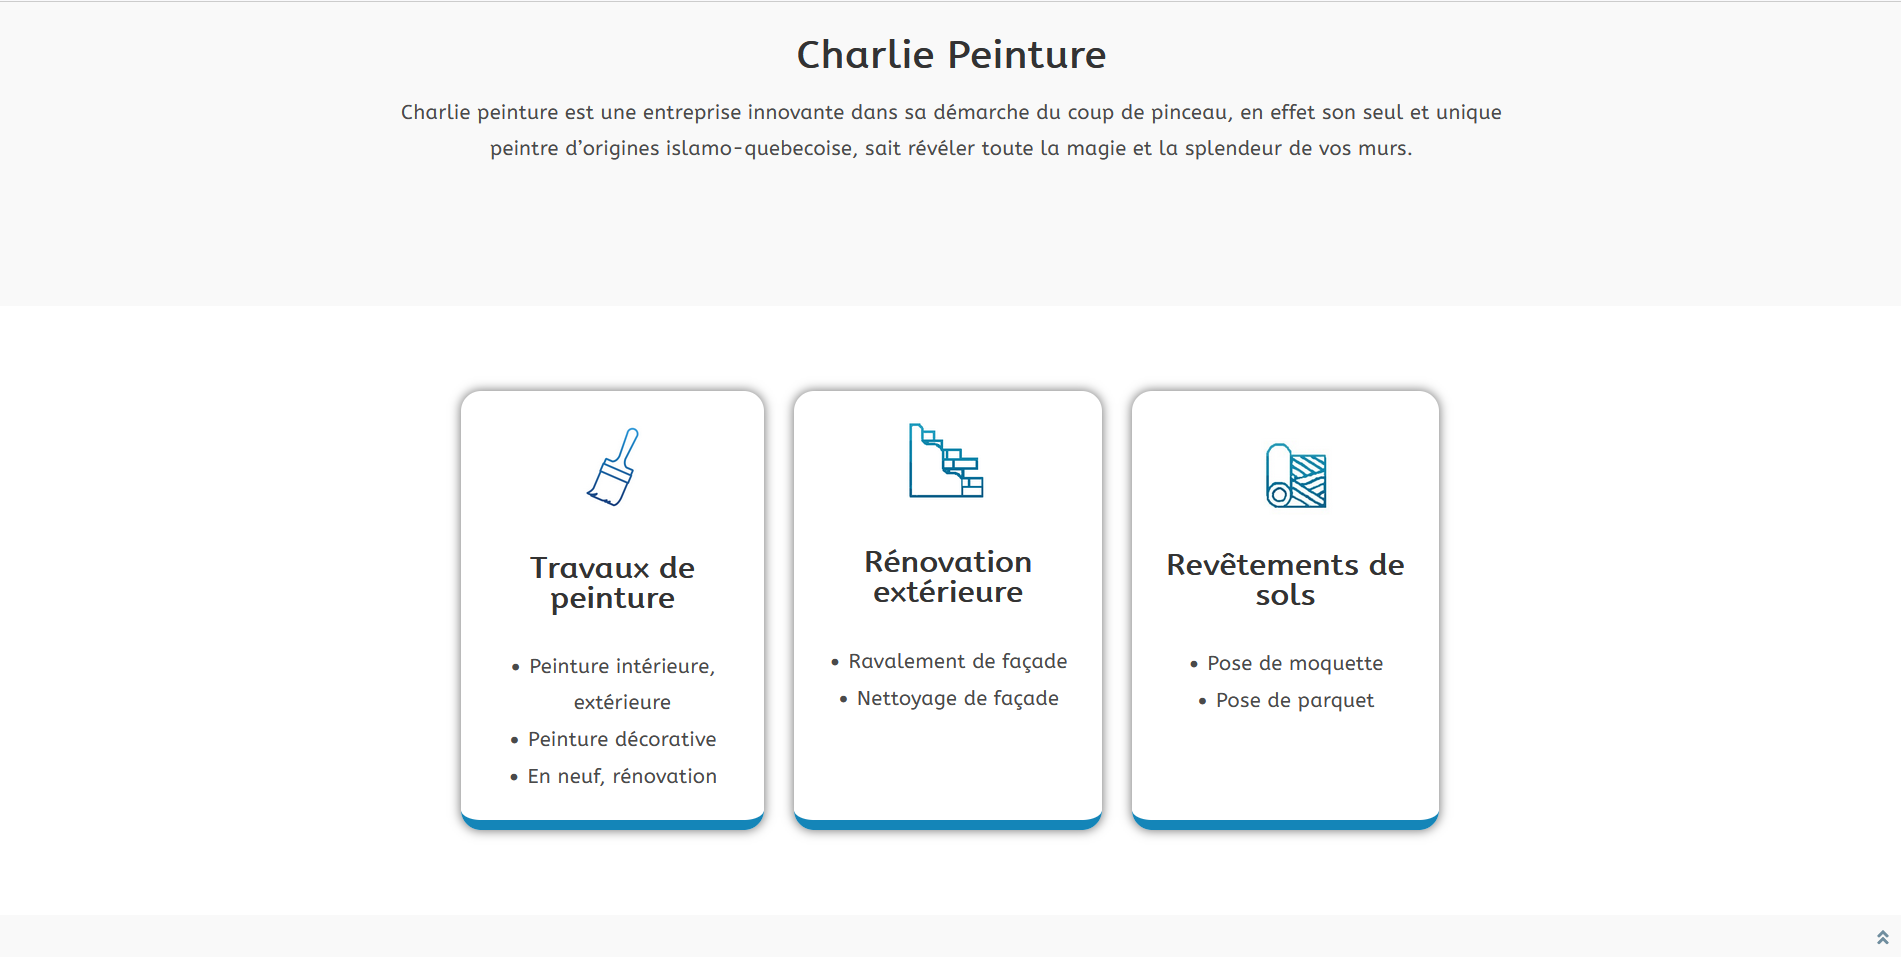 Charlie Peinture
Charlie peinture est une entreprise innovante dans sa démarche du coup de pinceau, en effet son seul et unique
peintre d’origines islamo-quebecoise, sait révéler toute la magie et la splendeur de vos murs.
Travaux de
peinture
• Peinture intérieure,
extérieure
• Peinture décorative
• En neuf, rénovation
Rénovation
extérieure
• Ravalement de façade
• Nettoyage de façade
Revêtements de
sols
• Pose de moquette
• Pose de parquet